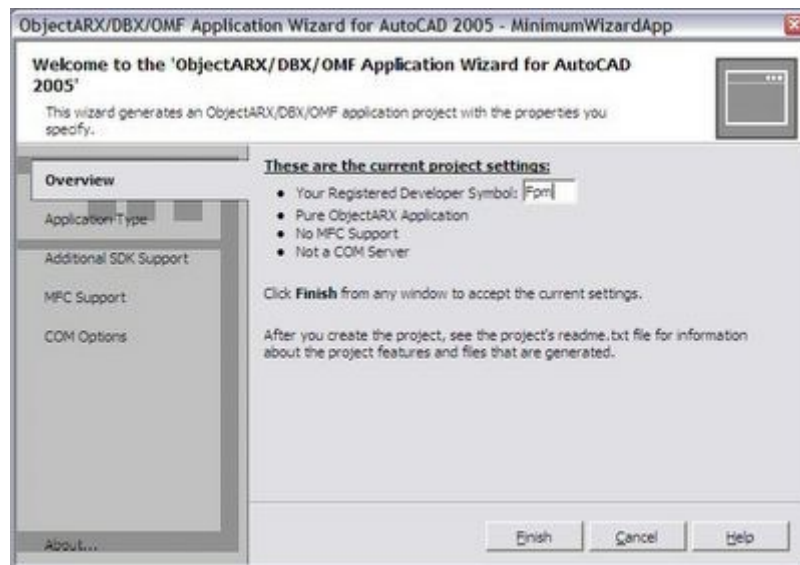 ObjectARX/DBX/OMF Application Wizard for AutoCAD 2005 - MinimumWizardApp
Welcome to the 'ObjectARX/DBX/OMF Application Wizard for AutoCAD
2005'
This wizard generates an ObjectARX/DBX/OMF application project with the properties you
specify.
Overview
Application Type
Additional SDK Support
MFC Support
COM Options
About...
These are the current project settings:
• Your Registered Developer Symbol: Fpm
• Pure ObjectARX Application
• No MFC Support
• Not a COM Server
Click Finish from any window to accept the current settings.
After you create the project, see the project's readme.txt file for information
about the project features and files that are generated.
Finish
Cancel
Help